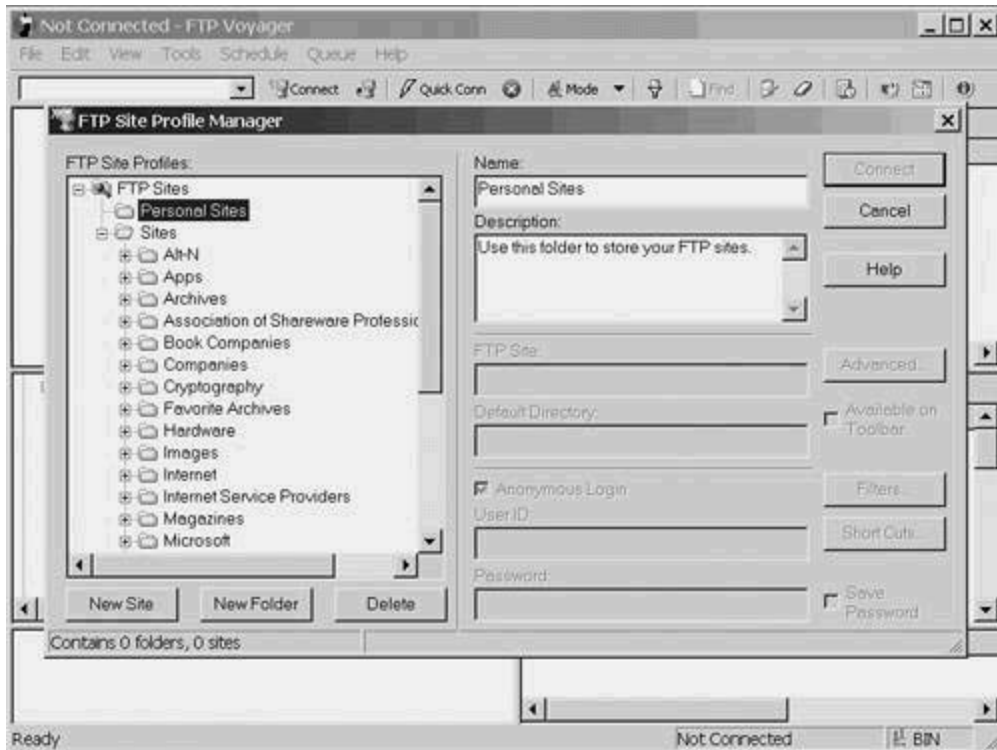 Not Connected - FTP Voyager
File Edit View Tools Schedule Queue Help
Connect Quick Conn Mode Find
FTP Site Profile Manager
FTP Site Profiles:
FTP Sites
Personal Sites
Sites
Alt-N
Apps
Archives
Association of Shareware Professic
Book Companies
Companies
Cryptography
Favorite Archives
Hardware
Images
Internet
Internet Service Providers
Magazines
Microsoft
New Site New Folder Delete
Contains 0 folders, 0 sites
Name:
Personal Sites
Description:
Use this folder to store your FTP sites.
FTP Site:
Default Directory:
Anonymous Login
User ID:
Password:
Connect
Cancel
Help
Advanced...
Available on
Toolbar
Filters...
Short Cuts...
Save
Password
Ready Not Connected BIN